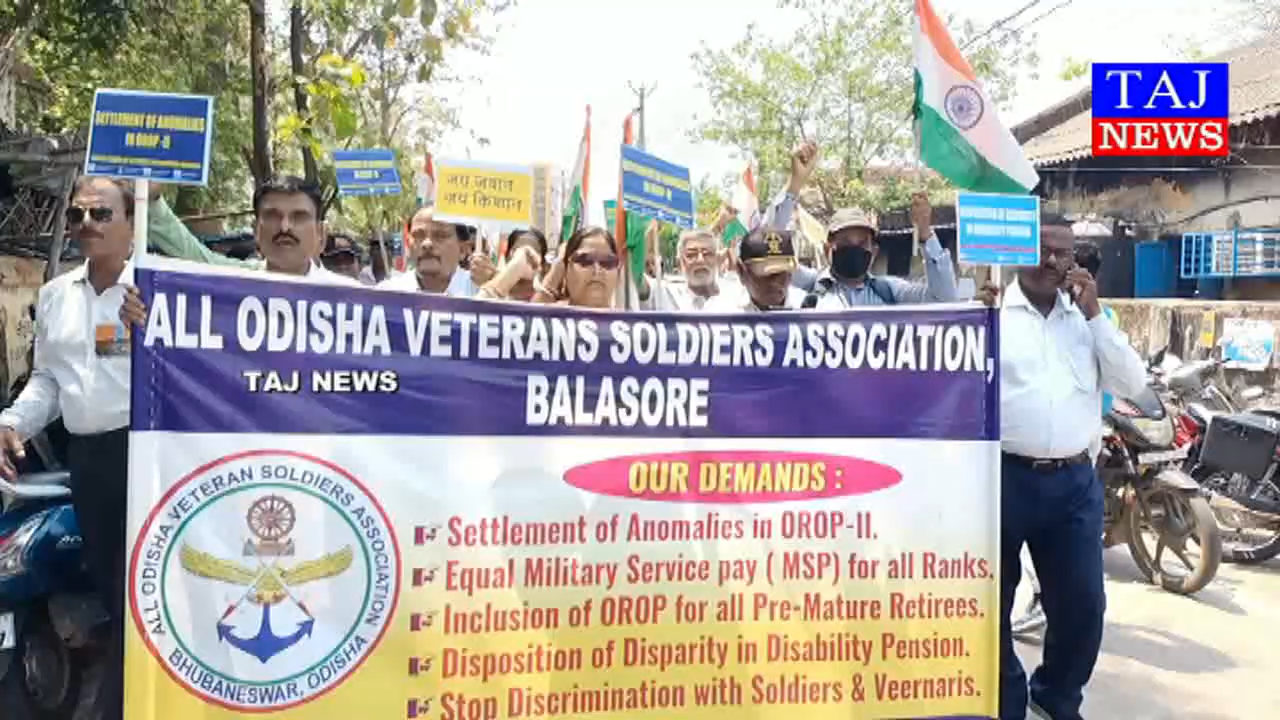 TAJ
NEWS
SETTLEMENT OF ANOMALIES
IN OROP-II
जय जवान
जय किशान
ALL ODISHA VETERANS SOLDIERS ASSOCIATION,
TAJ NEWS
BALASORE
OUR DEMANDS :
Settlement of Anomalies in OROP-II.
Equal Military Service pay ( MSP) for all Ranks.
Inclusion of OROP for all Pre-Mature Retirees.
Disposition of Disparity in Disability Pension.
Stop Discrimination with Soldiers & Veernaris.
ALL ODISHA VETERAN SOLDIERS ASSOCIATION
BHUBANESWAR, ODISHA